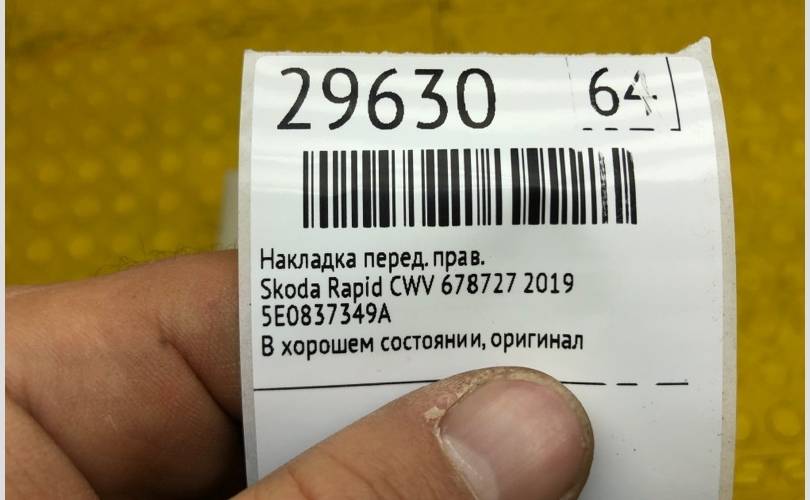 29630 64
Накладка перед. прав.
Skoda Rapid CWV 678727 2019
5E0837349A
В хорошем состоянии, оригинал